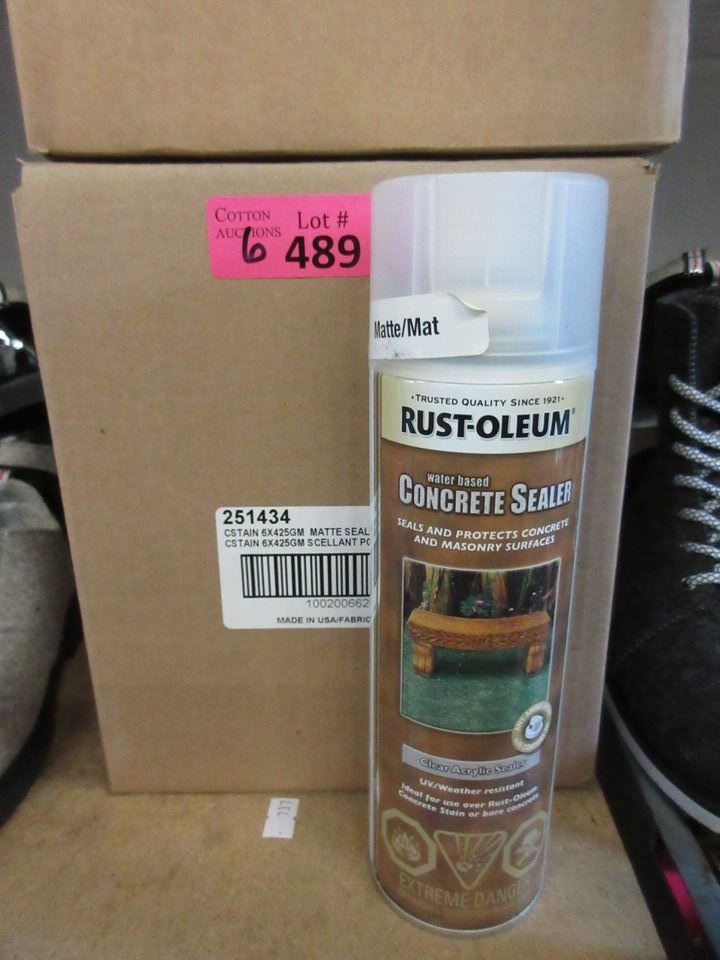 COTTON
AUCTIONS
6
Lot #
489
Matte/Mat
• TRUSTED QUALITY SINCE 1921 •
RUST-OLEUM®
water based
CONCRETE SEALER
SEALS AND PROTECTS CONCRETE
AND MASONRY SURFACES
251434
CSTAIN 6X425GM MATTE SEAL
CSTAIN 6X425GM SCELLANT PO
100200662
MADE IN USA/FABRIC
Clear Acrylic Sealer
UV/Weather resistant
Ideal for use over Rust-Oleum
Concrete Stain or bare concrete
EXTREME DANGER
737